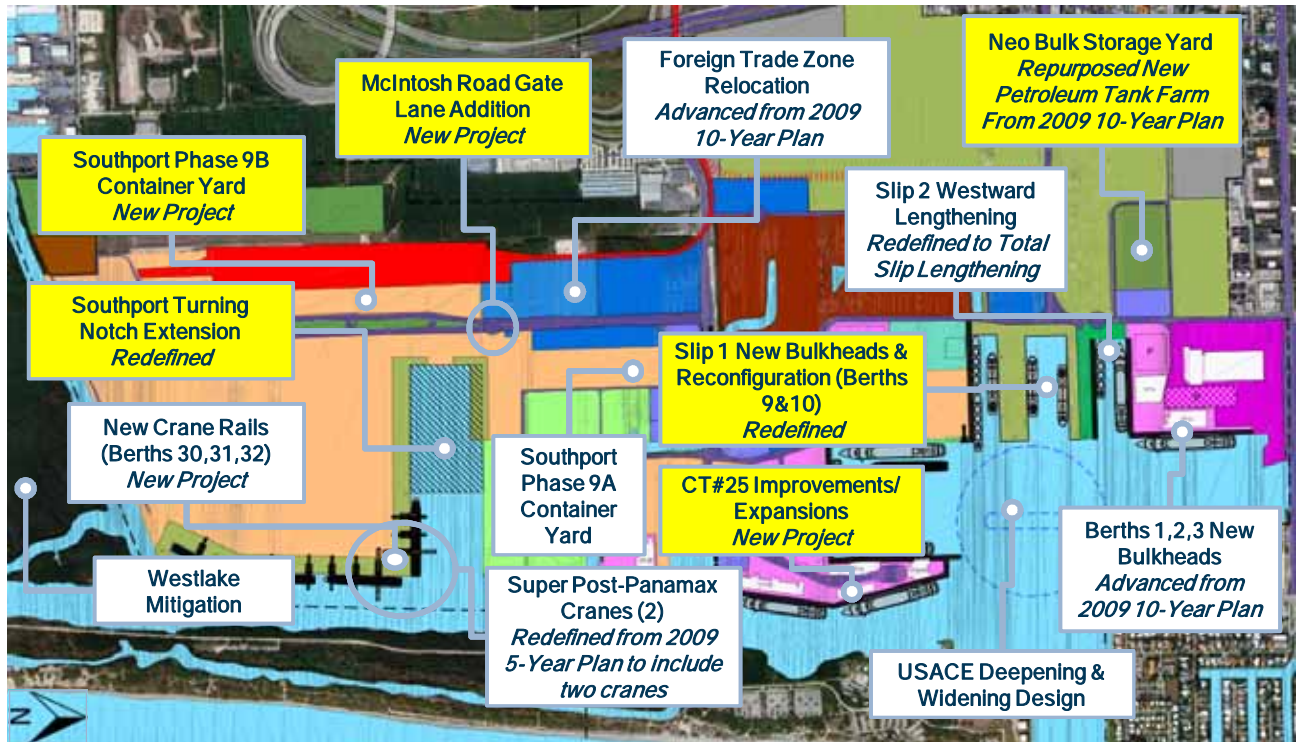 Neo Bulk Storage Yard
Repurposed New
Petroleum Tank Farm
From 2009 10-Year Plan
Foreign Trade Zone
Relocation
Advanced from 2009
10-Year Plan
McIntosh Road Gate
Lane Addition
New Project
Southport Phase 9B
Container Yard
New Project
Slip 2 Westward
Lengthening
Redefined to Total
Slip Lengthening
Southport Turning
Notch Extension
Redefined
Slip 1 New Bulkheads &
Reconfiguration (Berths
9&10)
Redefined
New Crane Rails
(Berths 30,31,32)
New Project
Southport
Phase 9A
Container
Yard
CT#25 Improvements/
Expansions
New Project
Berths 1,2,3 New
Bulkheads
Advanced from
2009 10-Year Plan
Westlake
Mitigation
Super Post-Panamax
Cranes (2)
Redefined from 2009
5-Year Plan to include
two cranes
USACE Deepening &
Widening Design
N